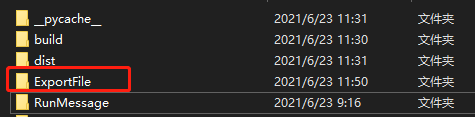 __pycache__ 2021/6/23 11:31 文件夹
build 2021/6/23 11:30 文件夹
dist 2021/6/23 11:31 文件夹
ExportFile 2021/6/23 11:50 文件夹
RunMessage 2021/6/23 9:16 文件夹